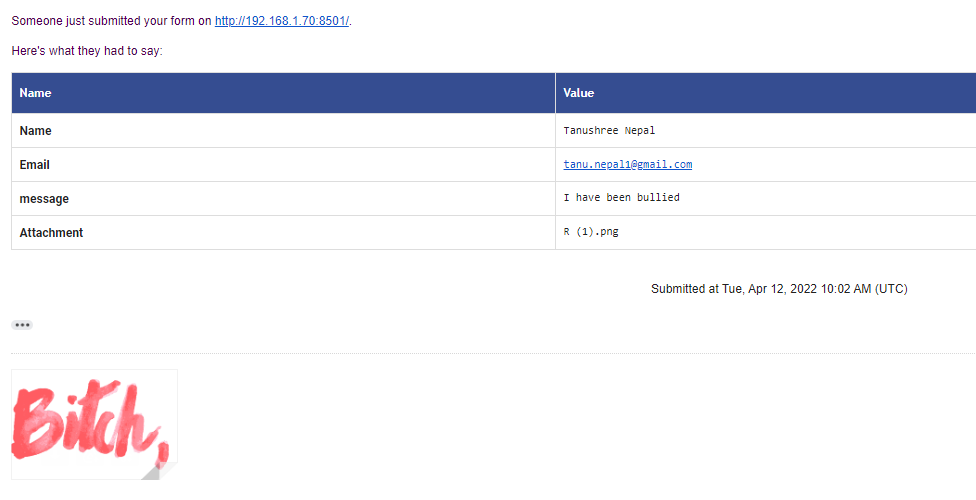 Someone just submitted your form on http://192.168.1.70:8501/.
Here's what they had to say:
Name Value
Name Tanushree Nepal
Email tanu.nepal1@gmail.com
message I have been bullied
Attachment R (1).png
Submitted at Tue, Apr 12, 2022 10:02 AM (UTC)
Bitch,